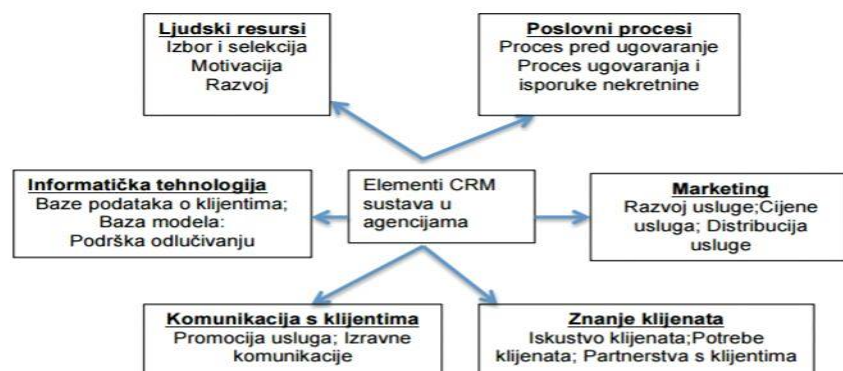 Ljudski resursi
Izbor i selekcija
Motivacija
Razvoj
Poslovni procesi
Proces pred ugovaranje
Proces ugovaranja i
isporuke nekretnine
Informatička tehnologija
Baze podataka o klijentima;
Baza modela:
Podrška odlučivanju
Elementi CRM
sustava u
agencijama
Marketing
Razvoj usluge;Cijene
usluga; Distribucija
usluge
Komunikacija s klijentima
Promocija usluga; Izravne
komunikacije
Znanje klijenata
Iskustvo klijenata;Potrebe
klijenata; Partnerstva s klijentima